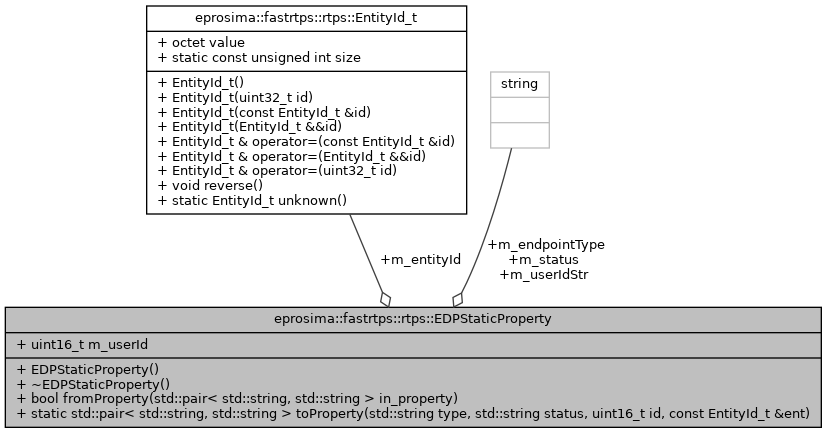 eprosima::fastrtps::rtps::EntityId_t
+ octet value
+ static const unsigned int size
+ EntityId_t()
+ EntityId_t(uint32_t id)
+ EntityId_t(const EntityId_t &id)
+ EntityId_t(EntityId_t &&id)
+ EntityId_t & operator=(const EntityId_t &id)
+ EntityId_t & operator=(EntityId_t &&id)
+ EntityId_t & operator=(uint32_t id)
+ void reverse()
+ static EntityId_t unknown()
string
+m_entityId
+m_endpointType
+m_status
+m_userIdStr
eprosima::fastrtps::rtps::EDPStaticProperty
+ uint16_t m_userId
+ EDPStaticProperty()
+ ~EDPStaticProperty()
+ bool fromProperty(std::pair< std::string, std::string > in_property)
+ static std::pair< std::string, std::string > toProperty(std::string type, std::string status, uint16_t id, const EntityId_t &ent)